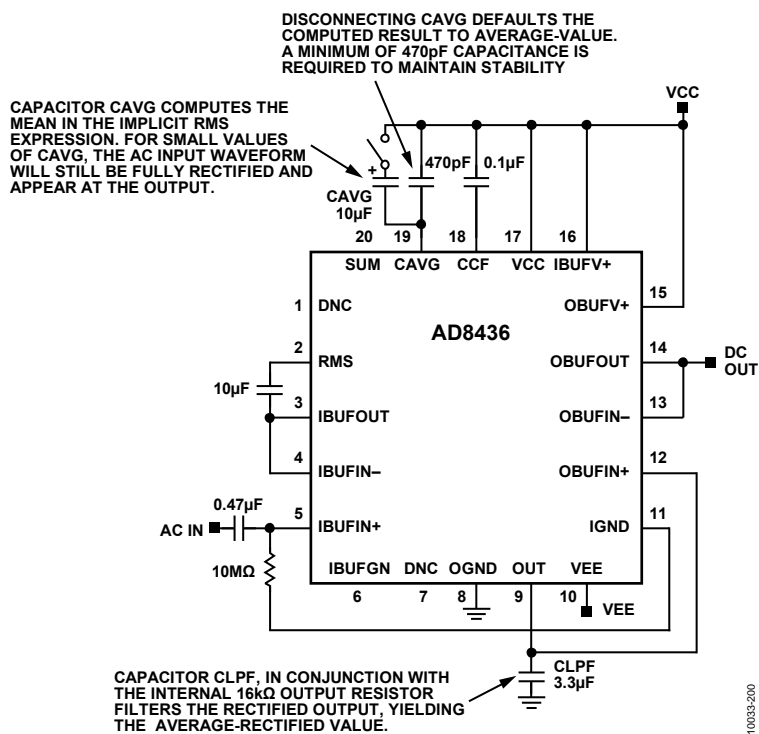 DISCONNECTING CAVG DEFAULTS THE
COMPUTED RESULT TO AVERAGE-VALUE.
A MINIMUM OF 470pF CAPACITANCE IS
REQUIRED TO MAINTAIN STABILITY
VCC
CAPACITOR CAVG COMPUTES THE
MEAN IN THE IMPLICIT RMS
EXPRESSION. FOR SMALL VALUES
OF CAVG, THE AC INPUT WAVEFORM
WILL STILL BE FULLY RECTIFIED AND
APPEAR AT THE OUTPUT.
+
470pF
0.1µF
CAVG
10µF
20 19 18 17 16
SUM CAVG CCF VCC IBUFV+
15
OBUFV+
1
DNC
AD8436
2
RMS
14
OBUFOUT
DC
OUT
10µF
3
IBUFOUT
13
OBUFIN–
4
IBUFIN–
12
OBUFIN+
0.47µF
AC IN
5
IBUFIN+
11
IGND
10MΩ
IBUFGN DNC OGND OUT VEE
6 7 8 9 10
VEE
CLPF
3.3µF
CAPACITOR CLPF, IN CONJUNCTION WITH
THE INTERNAL 16kΩ OUTPUT RESISTOR
FILTERS THE RECTIFIED OUTPUT, YIELDING
THE AVERAGE-RECTIFIED VALUE.
10033-200